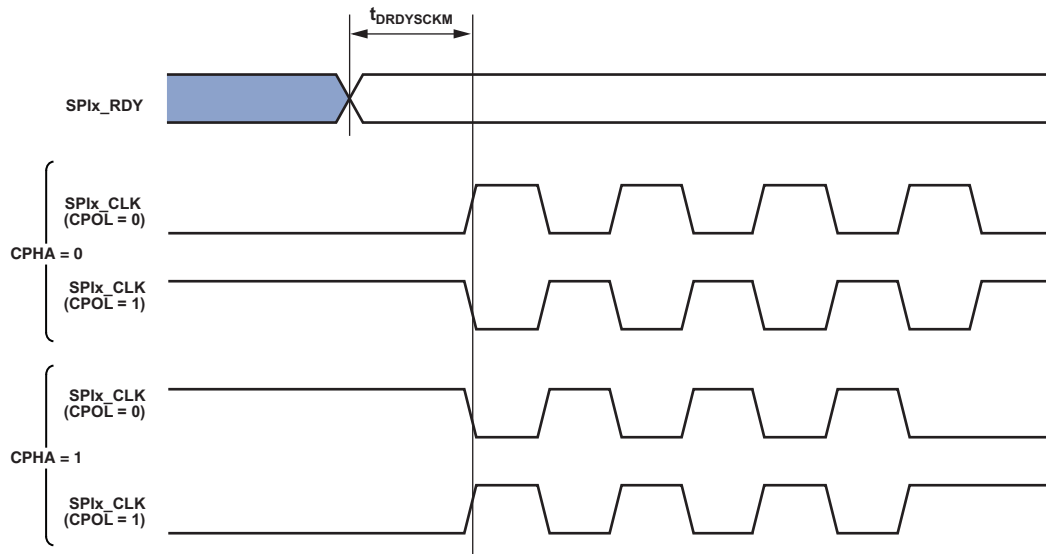 tDRDYSCKM
SPIx_RDY
SPIx_CLK
(CPOL = 0)
CPHA = 0
SPIx_CLK
(CPOL = 1)
SPIx_CLK
(CPOL = 0)
CPHA = 1
SPIx_CLK
(CPOL = 1)